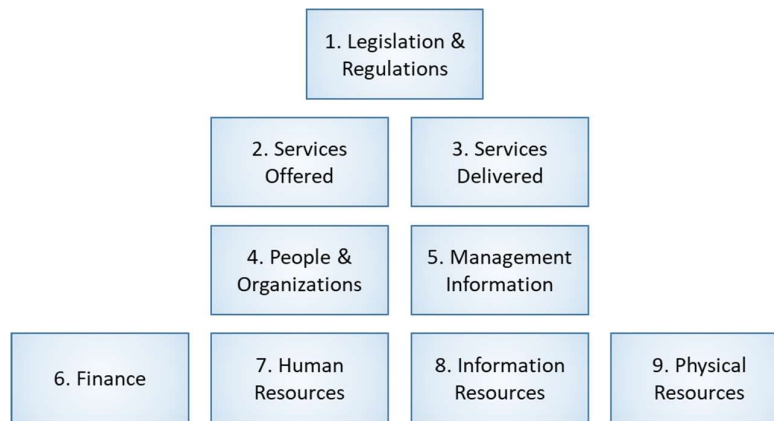 1. Legislation &
Regulations
2. Services
Offered
3. Services
Delivered
4. People &
Organizations
5. Management
Information
6. Finance
7. Human
Resources
8. Information
Resources
9. Physical
Resources